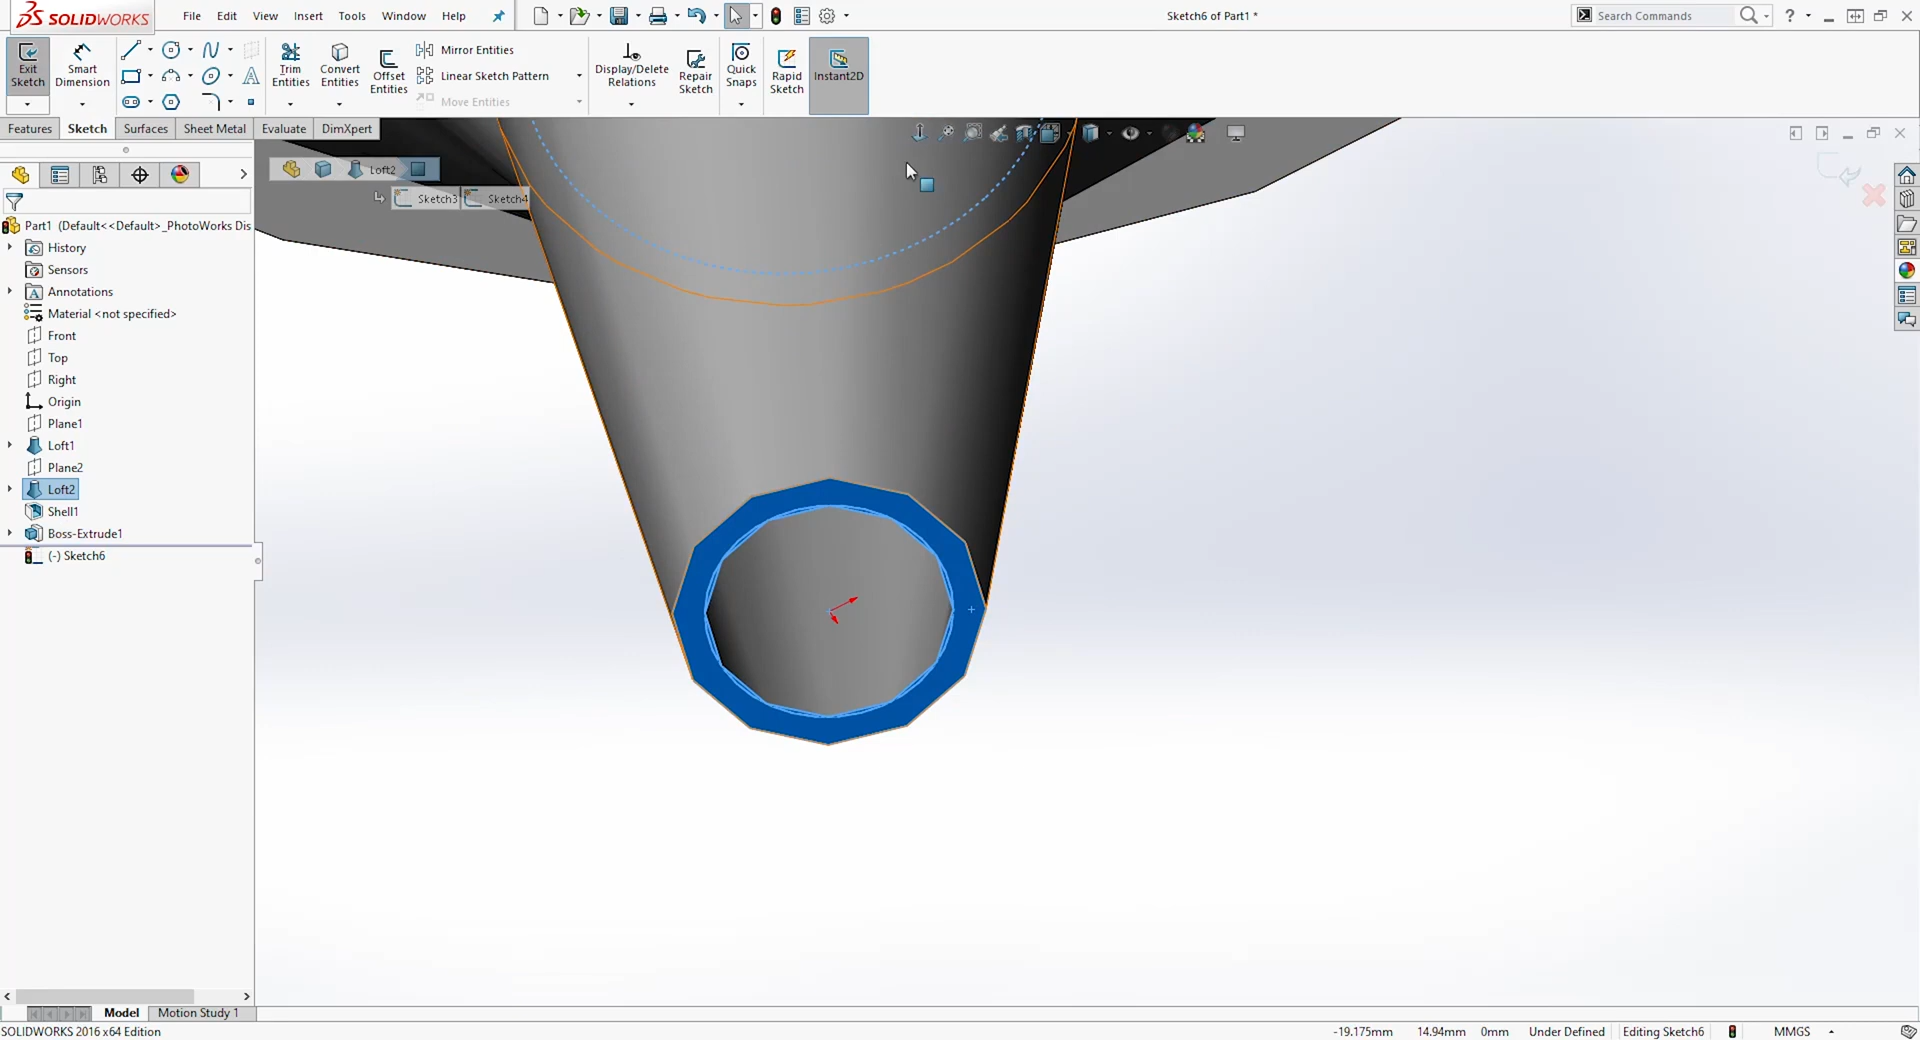 SOLIDWORKS
File Edit View Insert Tools Window Help
Sketch6 of Part1 *
Search Commands
?
Exit Sketch
Smart Dimension
Trim Entities
Convert Entities
Offset Entities
Mirror Entities
Linear Sketch Pattern
Move Entities
Display/Delete Relations
Repair Sketch
Quick Snaps
Rapid Sketch
Instant2D
Features Sketch Surfaces Sheet Metal Evaluate DimXpert
Loft2
Sketch3 Sketch4
Part1 (Default<<Default>_PhotoWorks Dis
History
Sensors
Annotations
Material <not specified>
Front
Top
Right
Origin
Plane1
Loft1
Plane2
Loft2
Shell1
Boss-Extrude1
(-) Sketch6
Model Motion Study 1
SOLIDWORKS 2016 x64 Edition
-19.175mm 14.94mm 0mm Under Defined Editing Sketch6 MMGS